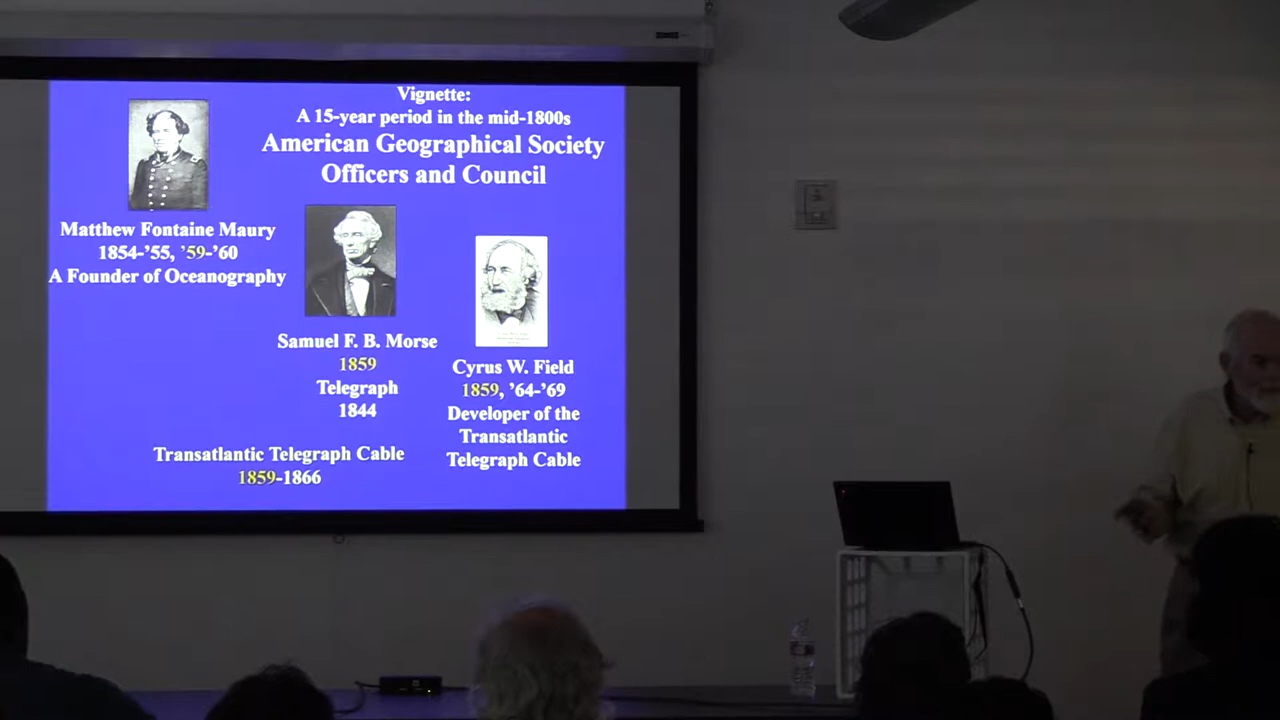 Vignette:
A 15-year period in the mid-1800s
American Geographical Society
Officers and Council
Matthew Fontaine Maury
1854-’55, ’59-’60
A Founder of Oceanography
Samuel F. B. Morse
1859
Telegraph
1844
Cyrus W. Field
1859, ’64-’69
Developer of the
Transatlantic
Telegraph Cable
Transatlantic Telegraph Cable
1859-1866